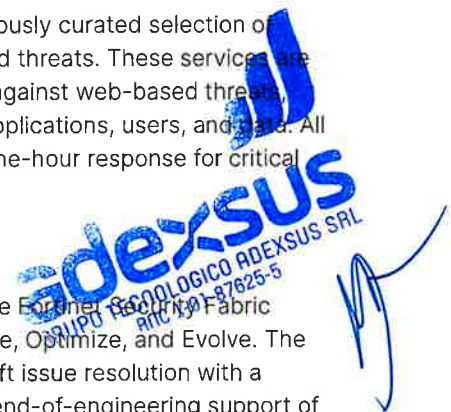 ously curated selection of
d threats. These services are
against web-based threats,
pplications, users, and data. All
ne-hour response for critical
adexsus
GRUPO TECNOLOGICO ADEXSUS SRL
RNC 1-01-87625-5
e Fortinet Security Fabric
e, Optimize, and Evolve. The
ft issue resolution with a
end-of-engineering support of